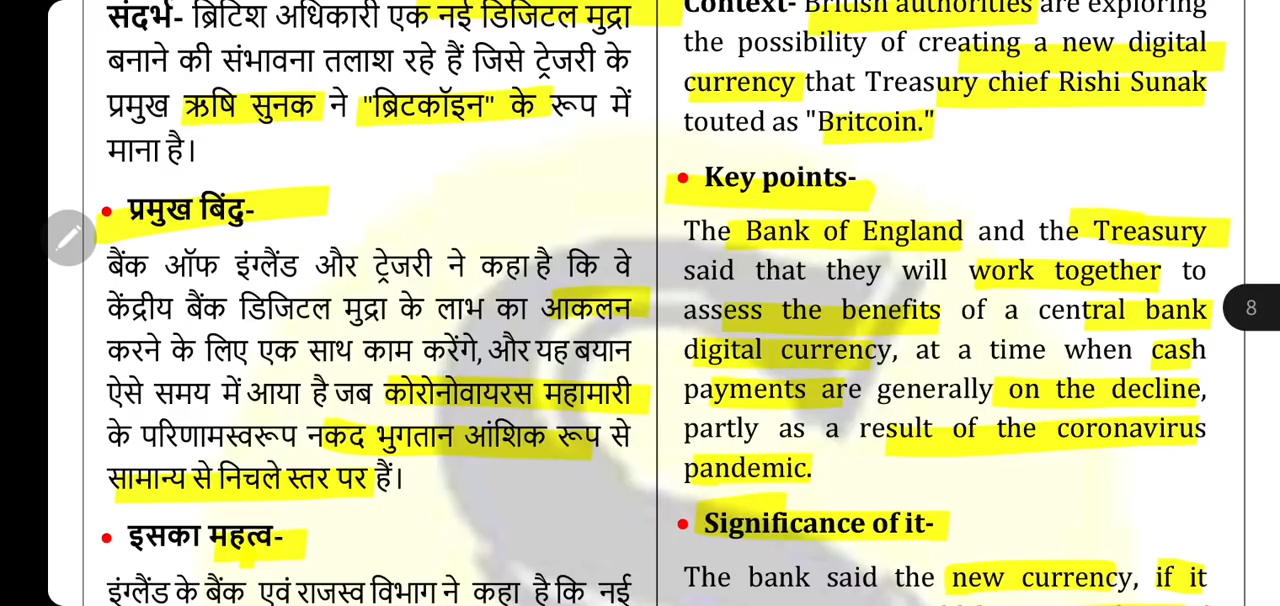 संदर्भ- ब्रिटिश अधिकारी एक नई डिजिटल मुद्रा
बनाने की संभावना तलाश रहे हैं जिसे ट्रेजरी के
प्रमुख ऋषि सुनक ने "ब्रिटकॉइन" के रूप में
माना है।
• प्रमुख बिंदु-
बैंक ऑफ इंग्लैंड और ट्रेजरी ने कहा है कि वे
केंद्रीय बैंक डिजिटल मुद्रा के लाभ का आकलन
करने के लिए एक साथ काम करेंगे, और यह बयान
ऐसे समय में आया है जब कोरोनोवायरस महामारी
के परिणामस्वरूप नकद भुगतान आंशिक रूप से
सामान्य से निचले स्तर पर हैं।
• इसका महत्व-
इंग्लैंड के बैंक एवं राजस्व विभाग ने कहा है कि नई
Context- British authorities are exploring
the possibility of creating a new digital
currency that Treasury chief Rishi Sunak
touted as "Britcoin."
• Key points-
The Bank of England and the Treasury
said that they will work together to
assess the benefits of a central bank
digital currency, at a time when cash
payments are generally on the decline,
partly as a result of the coronavirus
pandemic.
• Significance of it-
The bank said the new currency, if it
8